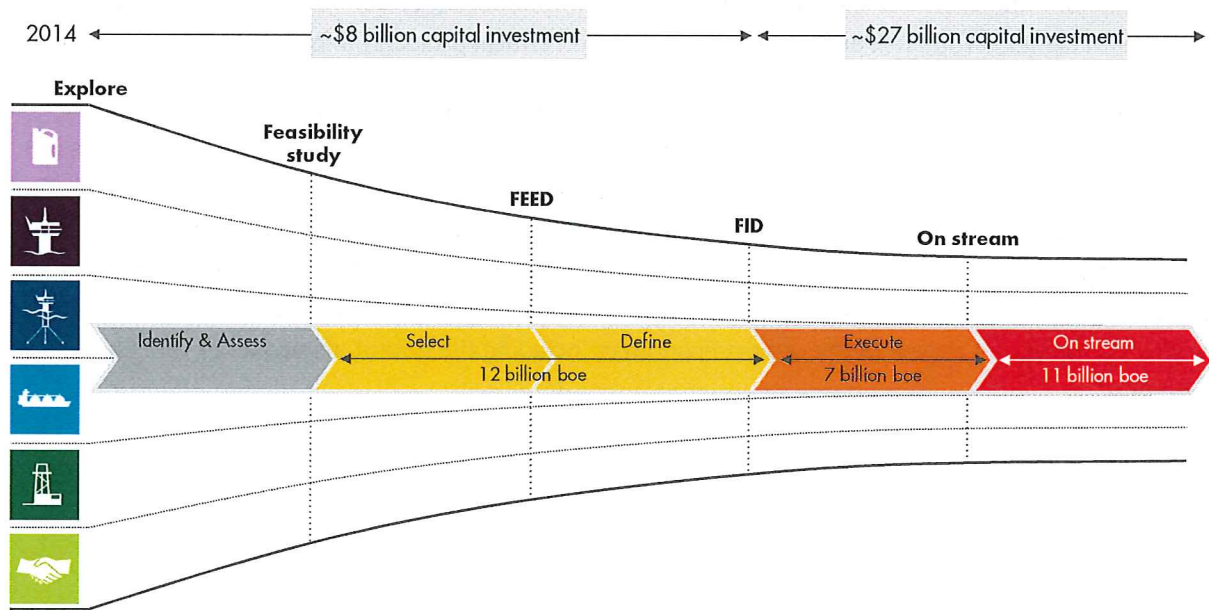 2014
~$8 billion capital investment
~$27 billion capital investment
Explore
Feasibility
study
FEED
FID
On stream
Identify & Assess
Select
Define
Execute
On stream
12 billion boe
7 billion boe
11 billion boe